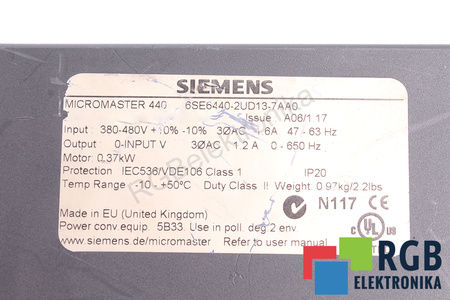 SIEMENS
MICROMASTER 440 6SE6440-2UD13-7AA0
Issue A06/1.17
Input 380-480V +10% -10% 3ØAC 1.6A 47 - 63 Hz
Output 0-INPUT V 3ØAC 1.2 A 0 - 650 Hz
Motor 0.37kW
Protection IEC536/VDE106 Class 1 IP20
Temp Range -10 - +50°C Duty Class II Weight: 0.97kg/2.2lbs
N117
C UL US
Made in EU (United Kingdom)
Power conv.equip. 5B33. Use in poll. deg 2 env.
www.siemens.de/micromaster Refer to user manual
RGBelektronika
RGB
ELEKTRONIKA